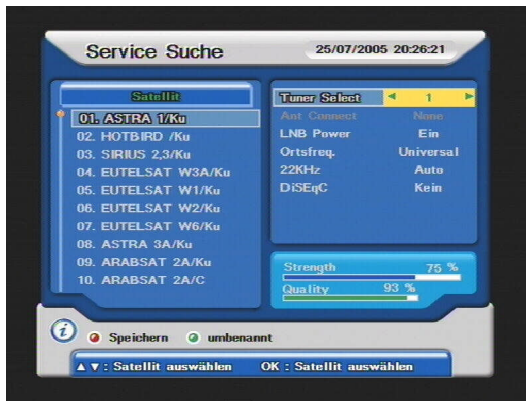 Service Suche
25/07/2005 20:26:21
Satellit
01. ASTRA 1/Ku
02. HOTBIRD /Ku
03. SIRIUS 2,3/Ku
04. EUTELSAT W3A/Ku
05. EUTELSAT W1/Ku
06. EUTELSAT W2/Ku
07. EUTELSAT W6/Ku
08. ASTRA 3A/Ku
09. ARABSAT 2A/Ku
10. ARABSAT 2A/C
Tuner Select ◄ 1 ►
Ant Connect None
LNB Power Ein
Ortsfreq. Universal
22KHz Auto
DiSEqC Kein
Strength 75 %
Quality 93 %
i
Speichern umbenannt
▲ ▼ : Satellit auswählen OK : Satellit auswählen